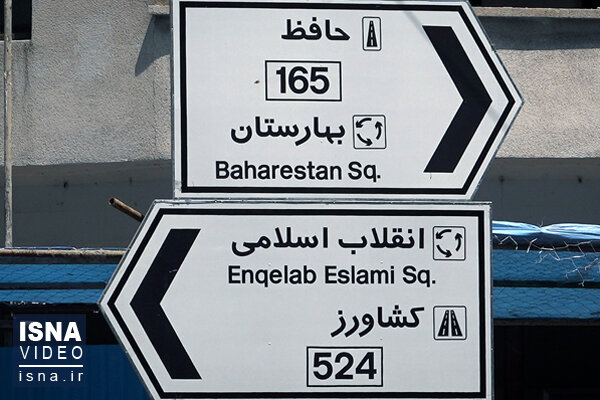 حافظ
165
بهارستان
Baharestan Sq.
انقلاب اسلامی
Enqelab Eslami Sq.
کشاورز
524
ISNA
VIDEO
isna.ir